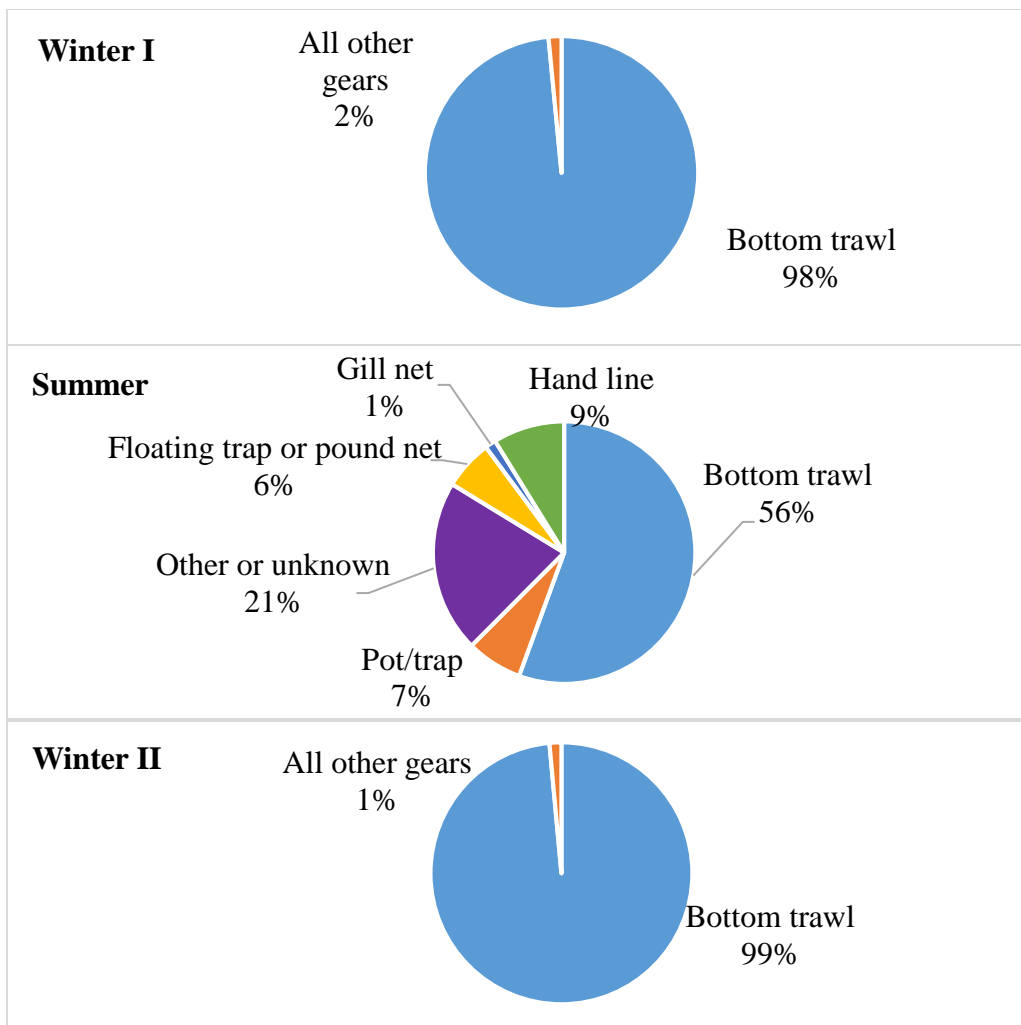 Winter I
All other
gears
2%
Bottom trawl
98%
Summer
Gill net
1%
Hand line
9%
Floating trap or pound net
6%
Bottom trawl
56%
Other or unknown
21%
Pot/trap
7%
Winter II
All other gears
1%
Bottom trawl
99%